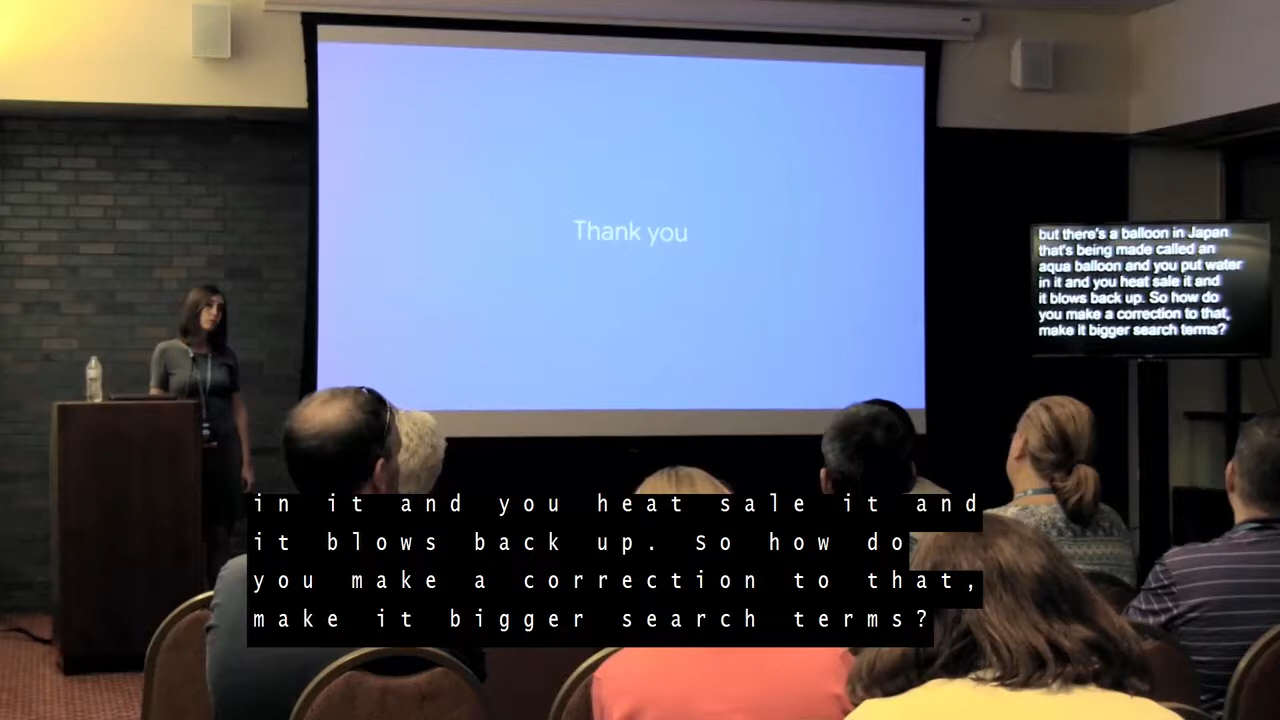 Thank you
but there's a balloon in Japan
that's being made called an
aqua balloon and you put water
in it and you heat sale it and
it blows back up. So how do
you make a correction to that,
make it bigger search terms?
in it and you heat sale it and
it blows back up. So how do
you make a correction to that,
make it bigger search terms?